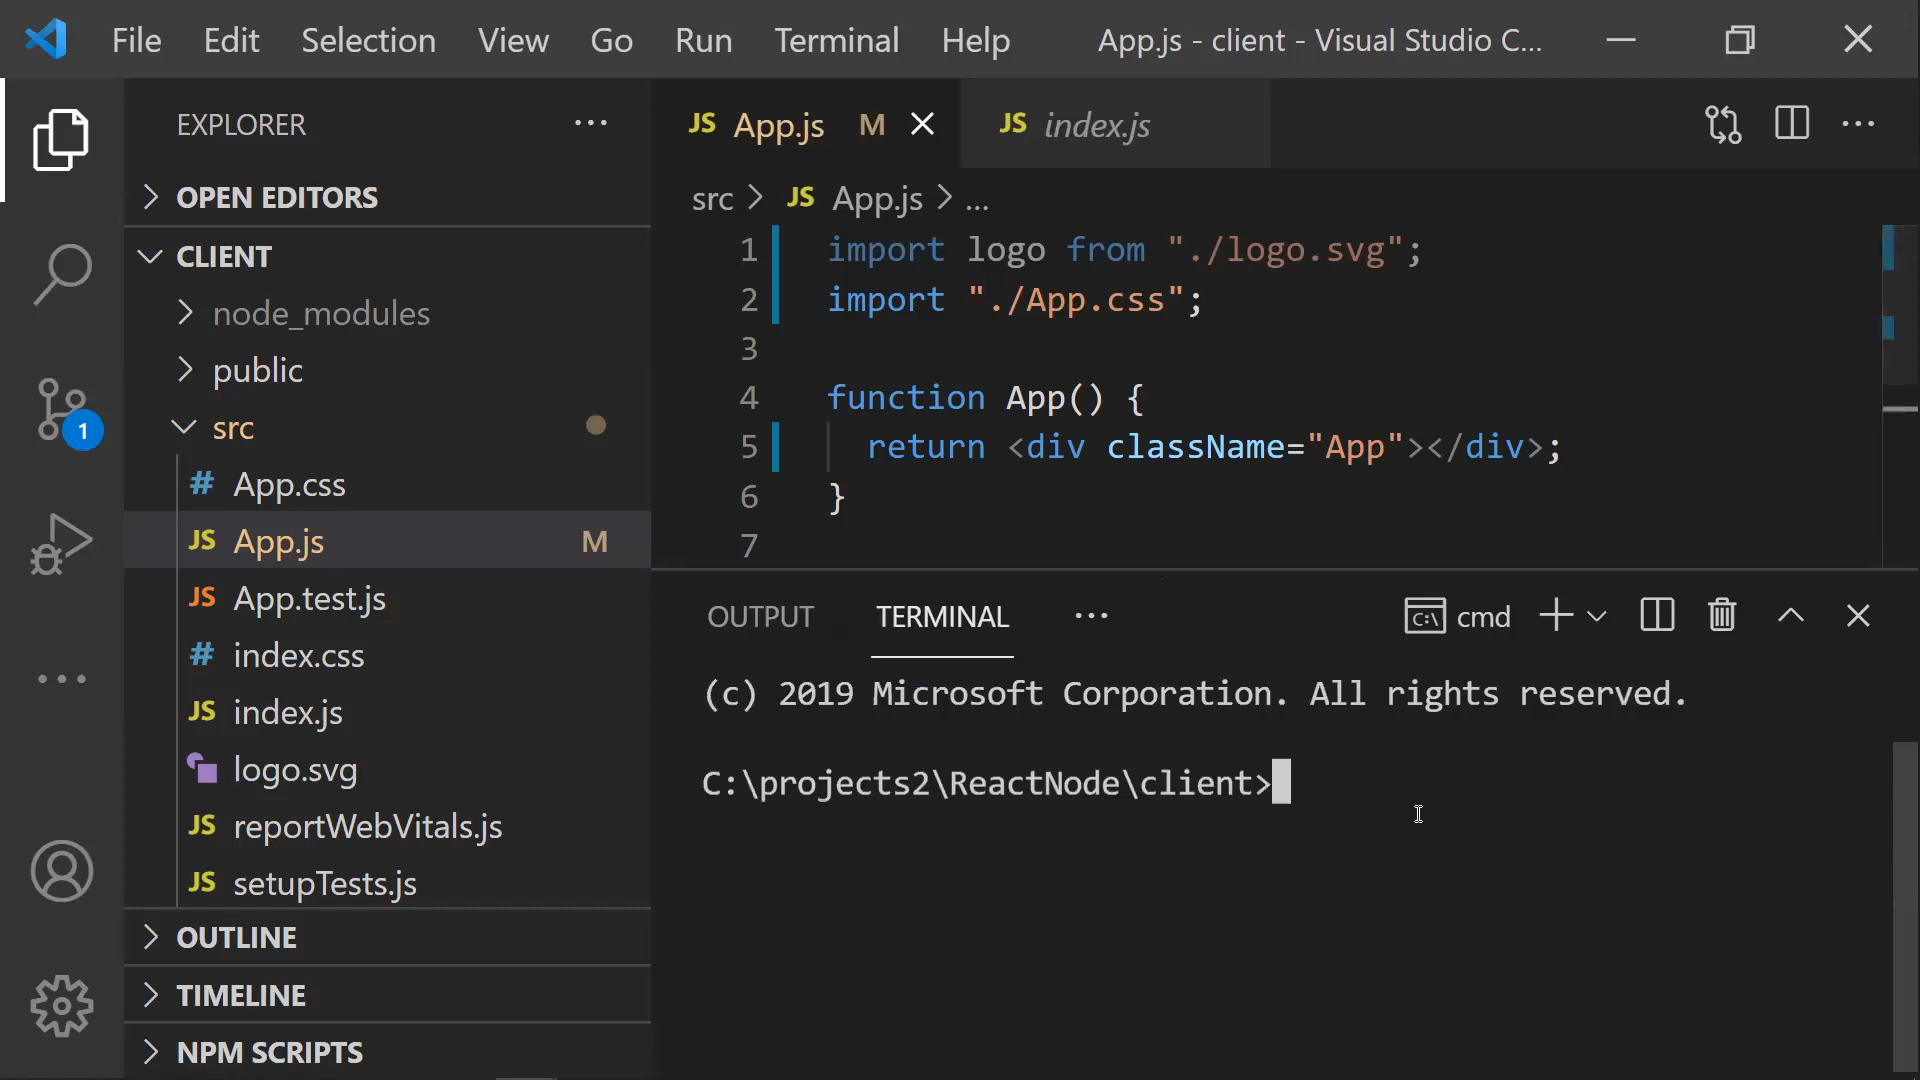 File Edit Selection View Go Run Terminal Help App.js - client - Visual Studio C...
EXPLORER ...
OPEN EDITORS
CLIENT
node_modules
public
src
# App.css
JS App.js M
JS App.test.js
# index.css
JS index.js
logo.svg
JS reportWebVitals.js
JS setupTests.js
OUTLINE
TIMELINE
NPM SCRIPTS
1
JS App.js M JS index.js
src > JS App.js > ...
1 import logo from "./logo.svg";
2 import "./App.css";
3
4 function App() {
5 return <div className="App"></div>;
6 }
7
OUTPUT TERMINAL ... cmd
(c) 2019 Microsoft Corporation. All rights reserved.
C:\projects2\ReactNode\client>